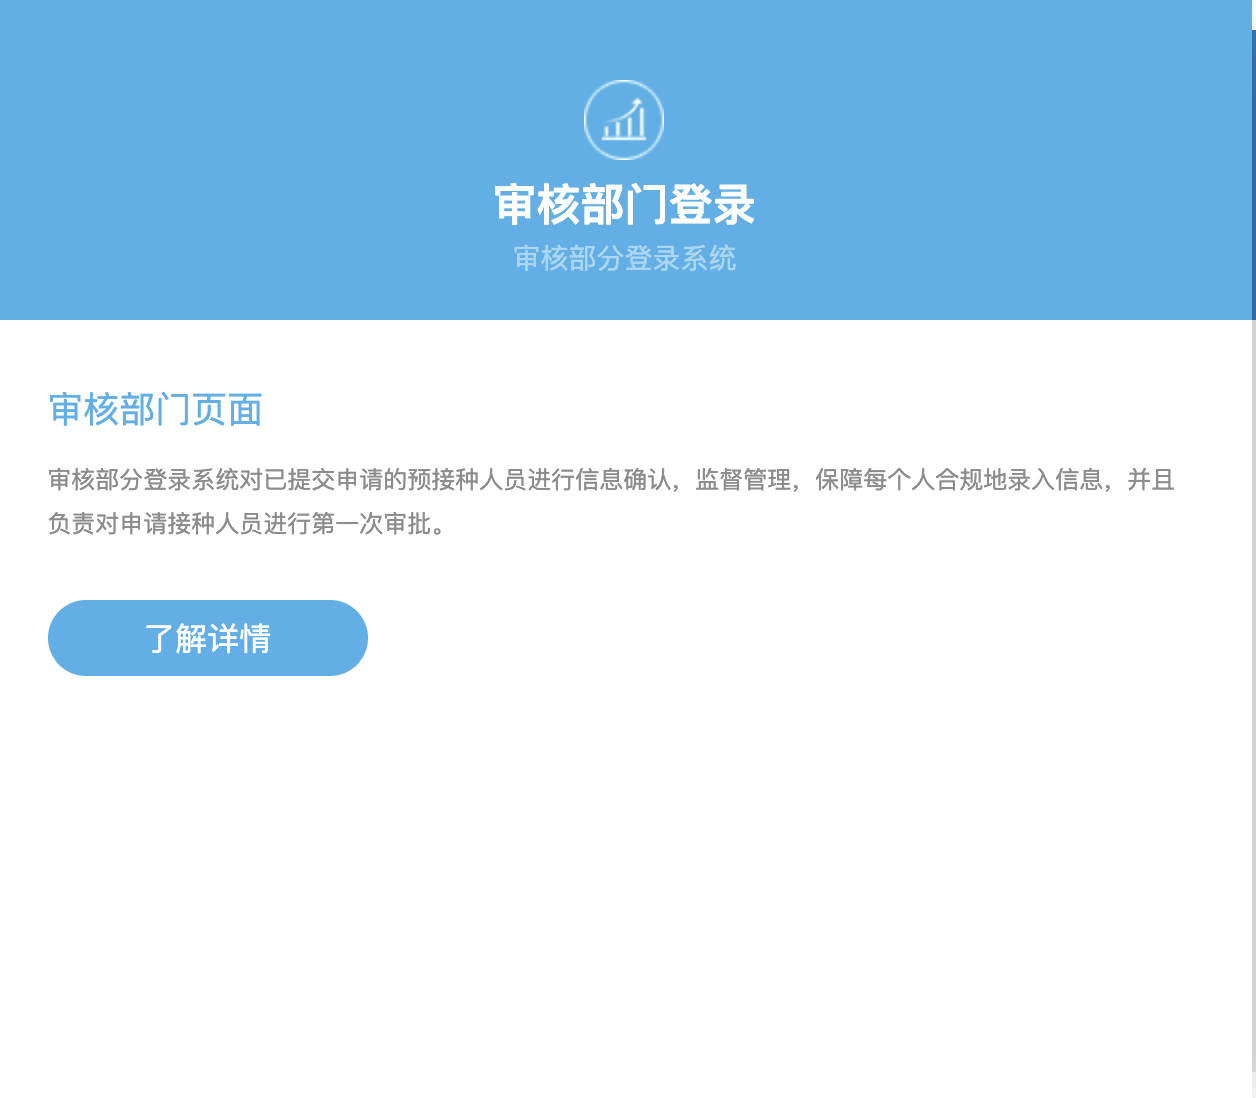 审核部门登录
审核部分登录系统
审核部门页面
审核部分登录系统对已提交申请的预接种人员进行信息确认，监督管理，保障每个人合规地录入信息，并且
负责对申请接种人员进行第一次审批。
了解详情